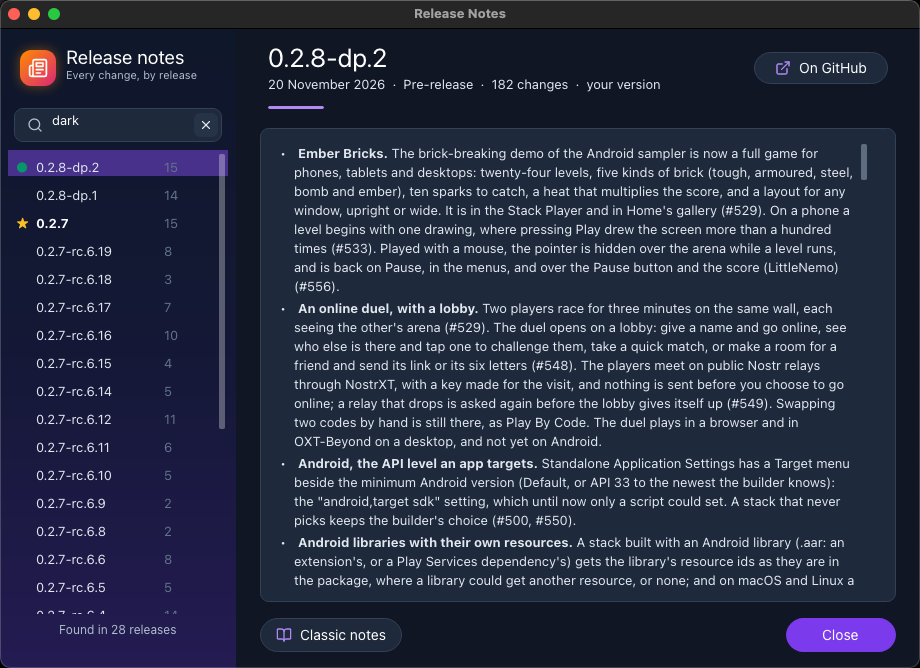 Release Notes
Release notes
Every change, by release
dark
0.2.8-dp.2 15
0.2.8-dp.1 14
0.2.7 15
0.2.7-rc.6.19 8
0.2.7-rc.6.18 3
0.2.7-rc.6.17 7
0.2.7-rc.6.16 10
0.2.7-rc.6.15 4
0.2.7-rc.6.14 5
0.2.7-rc.6.12 11
0.2.7-rc.6.11 6
0.2.7-rc.6.10 5
0.2.7-rc.6.9 2
0.2.7-rc.6.8 2
0.2.7-rc.6.6 8
0.2.7-rc.6.5 5
Found in 28 releases
0.2.8-dp.2
20 November 2026 · Pre-release · 182 changes · your version
On GitHub
• Ember Bricks. The brick-breaking demo of the Android sampler is now a full game for
phones, tablets and desktops: twenty-four levels, five kinds of brick (tough, armoured, steel,
bomb and ember), ten sparks to catch, a heat that multiplies the score, and a layout for any
window, upright or wide. It is in the Stack Player and in Home's gallery (#529). On a phone a
level begins with one drawing, where pressing Play drew the screen more than a hundred
times (#533). Played with a mouse, the pointer is hidden over the arena while a level runs,
and is back on Pause, in the menus, and over the Pause button and the score (LittleNemo)
(#556).
• An online duel, with a lobby. Two players race for three minutes on the same wall, each
seeing the other's arena (#529). The duel opens on a lobby: give a name and go online, see
who else is there and tap one to challenge them, take a quick match, or make a room for a
friend and send its link or its six letters (#548). The players meet on public Nostr relays
through NostrXT, with a key made for the visit, and nothing is sent before you choose to go
online; a relay that drops is asked again before the lobby gives itself up (#549). Swapping
two codes by hand is still there, as Play By Code. The duel plays in a browser and in
OXT-Beyond on a desktop, and not yet on Android.
• Android, the API level an app targets. Standalone Application Settings has a Target menu
beside the minimum Android version (Default, or API 33 to the newest the builder knows):
the "android,target sdk" setting, which until now only a script could set. A stack that never
picks keeps the builder's choice (#500, #550).
• Android libraries with their own resources. A stack built with an Android library (.aar: an
extension's, or a Play Services dependency's) gets the library's resource ids as they are in
the package, where a library could get another resource, or none; and on macOS and Linux a
Classic notes
Close